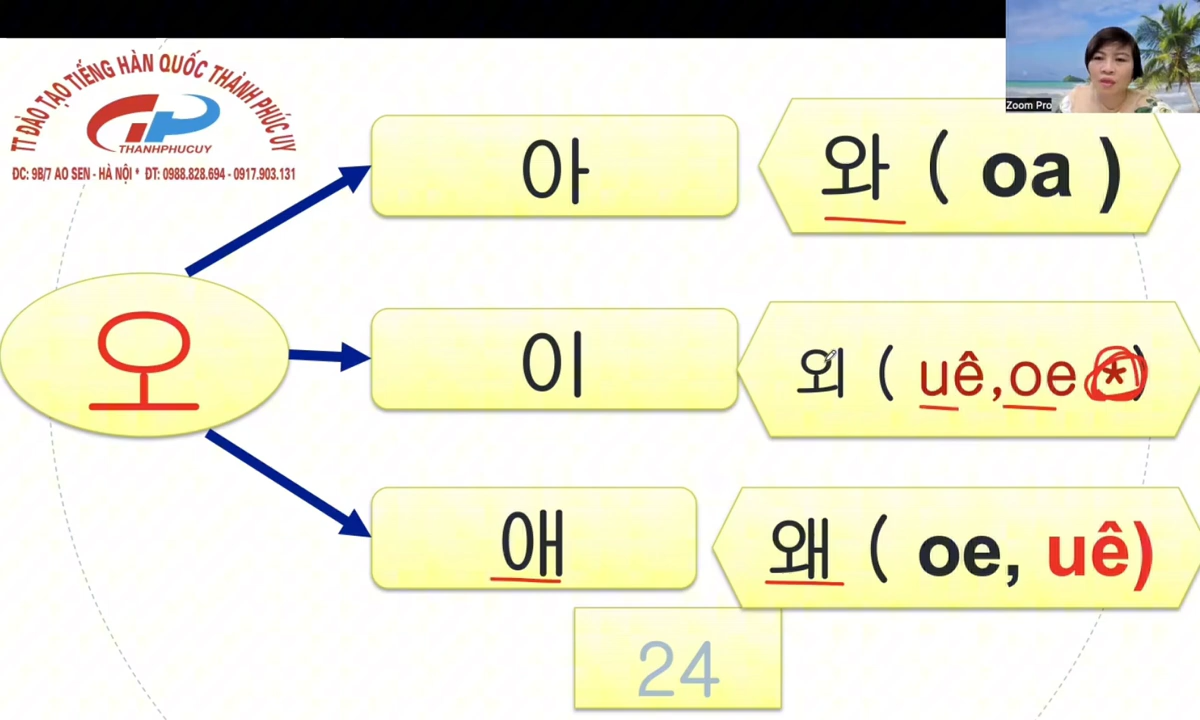 TT ĐÀO TẠO TIẾNG HÀN QUỐC THÀNH PHÚC UY
THANHPHUCUY
ĐC: 9B/7 AO SEN - HÀ NỘI * ĐT: 0988.828.694 - 0917.903.131
Zoom Pro
오
아
와 ( oa )
이
외 ( uê,oe * )
애
왜 ( oe, uê)
24